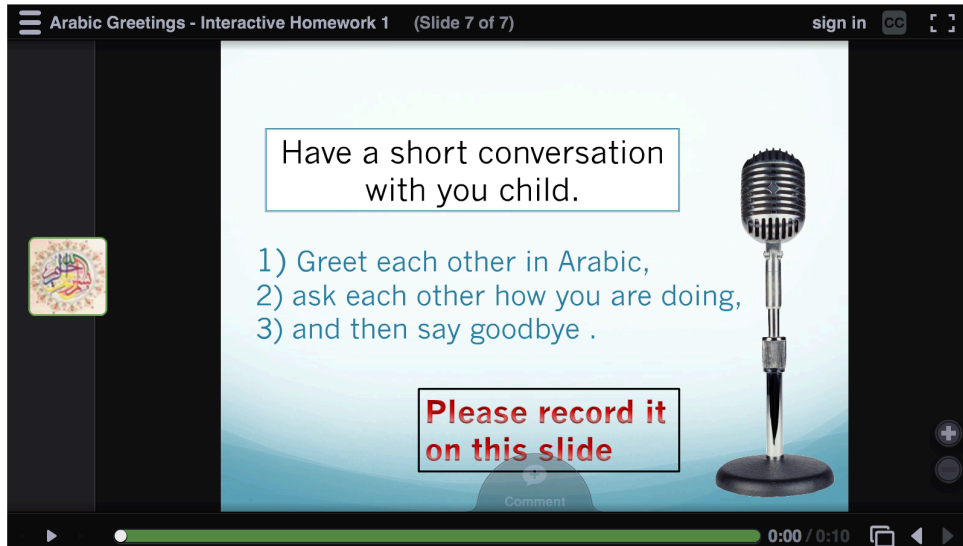 Arabic Greetings - Interactive Homework 1 (Slide 7 of 7)
sign in CC
Have a short conversation
with you child.
1) Greet each other in Arabic,
2) ask each other how you are doing,
3) and then say goodbye .
Please record it
on this slide
Comment
0:00 / 0:10